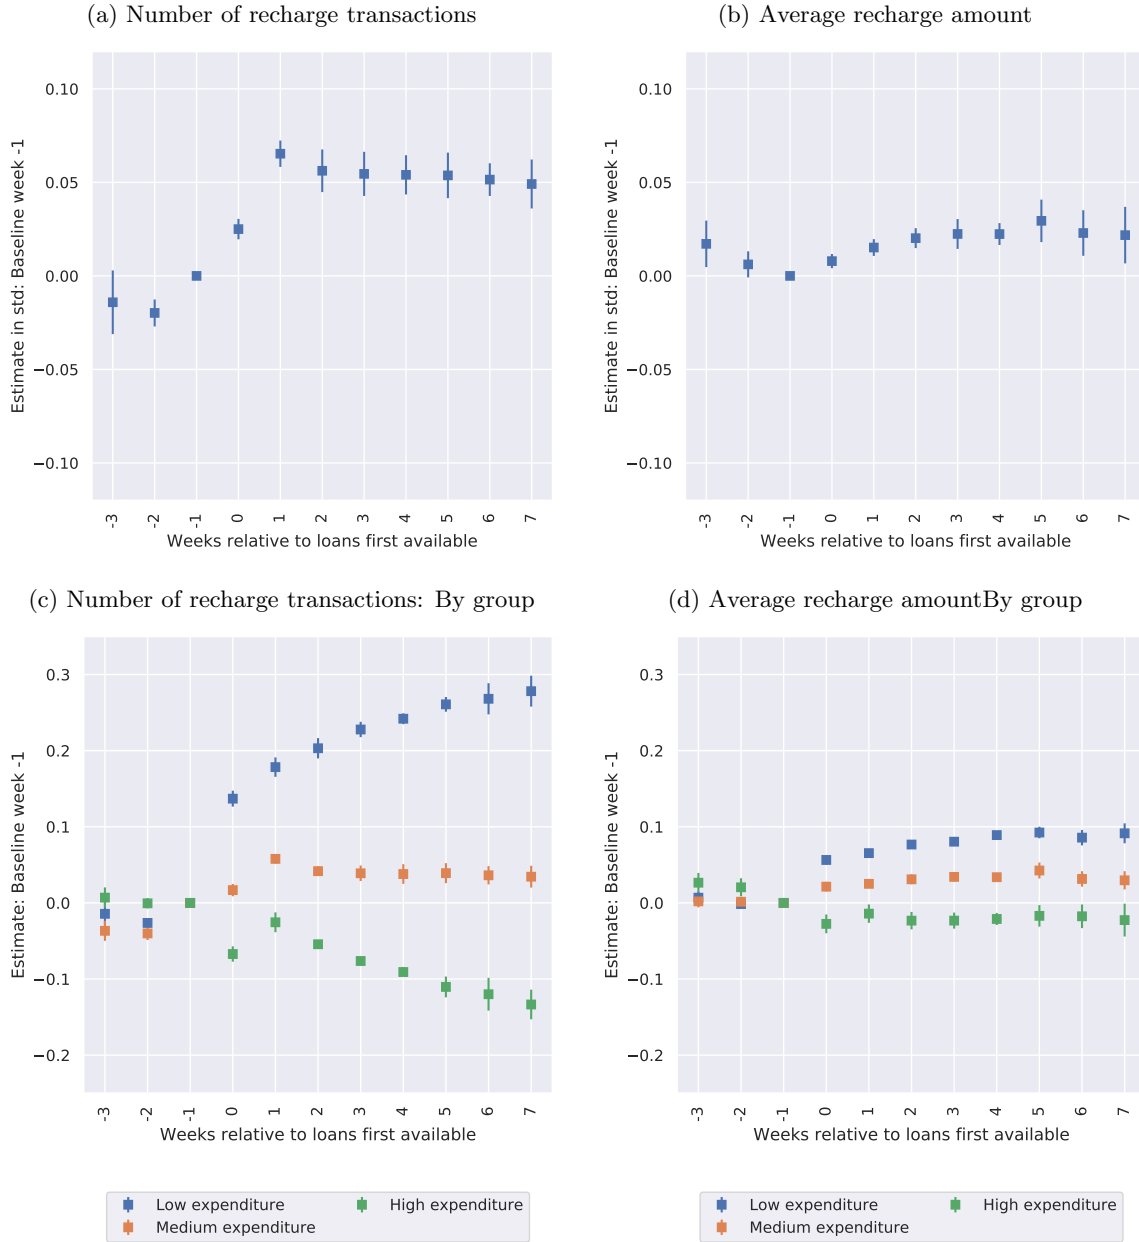 (a) Number of recharge transactions
Estimate in std: Baseline week -1
0.10
0.05
0.00
−0.05
−0.10
-3 -2 -1 0 1 2 3 4 5 6 7
Weeks relative to loans first available
(b) Average recharge amount
Estimate in std: Baseline week -1
0.10
0.05
0.00
−0.05
−0.10
-3 -2 -1 0 1 2 3 4 5 6 7
Weeks relative to loans first available
(c) Number of recharge transactions: By group
Estimate: Baseline week -1
0.3
0.2
0.1
0.0
−0.1
−0.2
-3 -2 -1 0 1 2 3 4 5 6 7
Weeks relative to loans first available
Low expenditure
Medium expenditure
High expenditure
(d) Average recharge amountBy group
Estimate: Baseline week -1
0.3
0.2
0.1
0.0
−0.1
−0.2
-3 -2 -1 0 1 2 3 4 5 6 7
Weeks relative to loans first available
Low expenditure
Medium expenditure
High expenditure